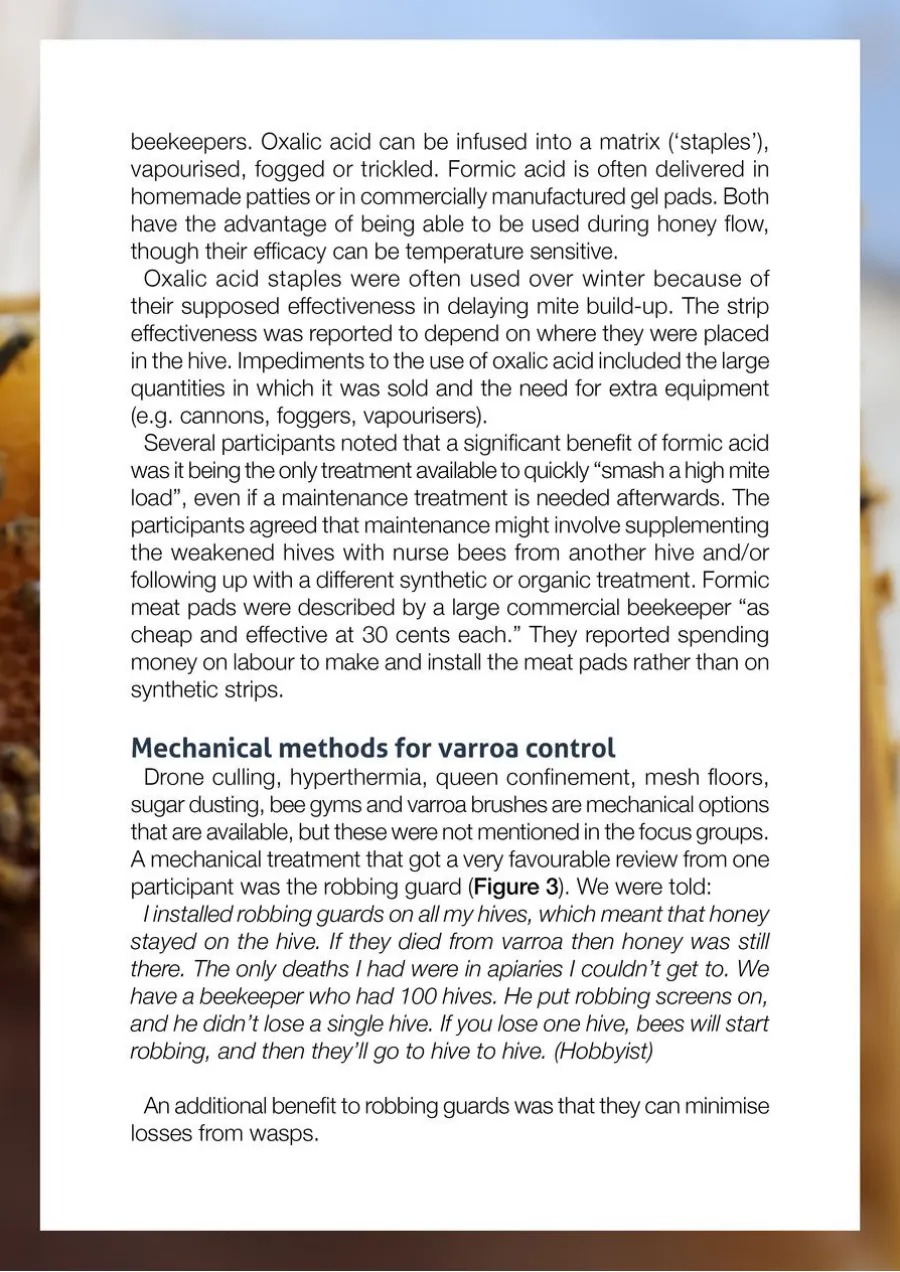 beekeepers. Oxalic acid can be infused into a matrix (‘staples’),
vapourised, fogged or trickled. Formic acid is often delivered in
homemade patties or in commercially manufactured gel pads. Both
have the advantage of being able to be used during honey flow,
though their efficacy can be temperature sensitive.
Oxalic acid staples were often used over winter because of
their supposed effectiveness in delaying mite build-up. The strip
effectiveness was reported to depend on where they were placed
in the hive. Impediments to the use of oxalic acid included the large
quantities in which it was sold and the need for extra equipment
(e.g. cannons, foggers, vapourisers).
Several participants noted that a significant benefit of formic acid
was it being the only treatment available to quickly “smash a high mite
load”, even if a maintenance treatment is needed afterwards. The
participants agreed that maintenance might involve supplementing
the weakened hives with nurse bees from another hive and/or
following up with a different synthetic or organic treatment. Formic
meat pads were described by a large commercial beekeeper “as
cheap and effective at 30 cents each.” They reported spending
money on labour to make and install the meat pads rather than on
synthetic strips.
Mechanical methods for varroa control
Drone culling, hyperthermia, queen confinement, mesh floors,
sugar dusting, bee gyms and varroa brushes are mechanical options
that are available, but these were not mentioned in the focus groups.
A mechanical treatment that got a very favourable review from one
participant was the robbing guard (Figure 3). We were told:
I installed robbing guards on all my hives, which meant that honey
stayed on the hive. If they died from varroa then honey was still
there. The only deaths I had were in apiaries I couldn’t get to. We
have a beekeeper who had 100 hives. He put robbing screens on,
and he didn’t lose a single hive. If you lose one hive, bees will start
robbing, and then they’ll go to hive to hive. (Hobbyist)
An additional benefit to robbing guards was that they can minimise
losses from wasps.